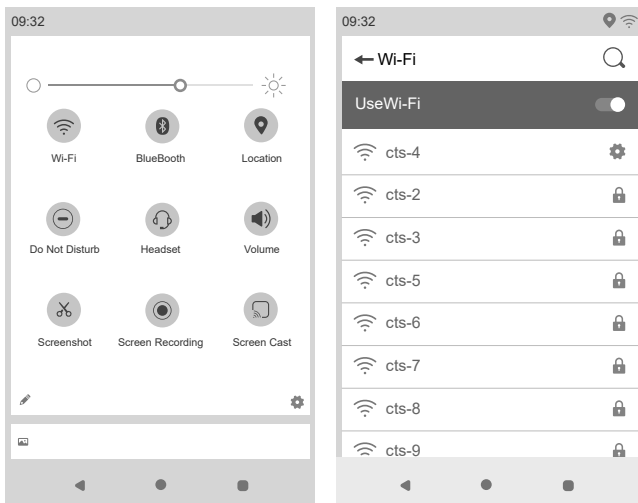 09:32
Wi-Fi
BlueBooth
Location
Do Not Disturb
Headset
Volume
Screenshot
Screen Recording
Screen Cast
09:32
Wi-Fi
UseWi-Fi
cts-4
cts-2
cts-3
cts-5
cts-6
cts-7
cts-8
cts-9